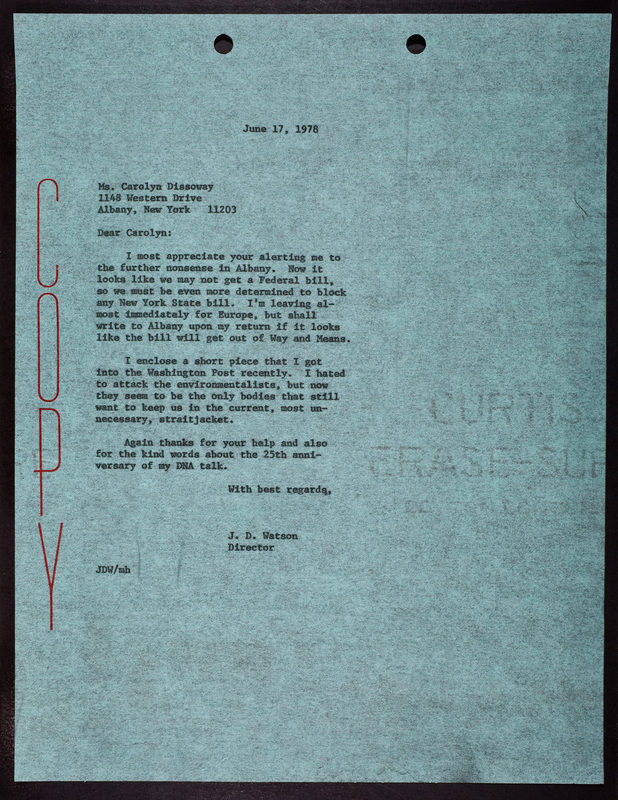 June 17, 1978
COPY
Ms. Carolyn Dissoway
1148 Western Drive
Albany, New York 11203
Dear Carolyn:
I most appreciate your alerting me to
the further nonsense in Albany. Now it
looks like we may not get a Federal bill,
so we must be even more determined to block
any New York State bill. I'm leaving al-
most immediately for Europe, but shall
write to Albany upon my return if it looks
like the bill will get out of Way and Means.
I enclose a short piece that I got
into the Washington Post recently. I hated
to attack the environmentalists, but now
they seem to be the only bodies that still
want to keep us in the current, most un-
necessary, straitjacket.
Again thanks for your help and also
for the kind words about the 25th anni-
versary of my DNA talk.
With best regards,
J. D. Watson
Director
JDW/mh
CURTIS
ERASE-SUR